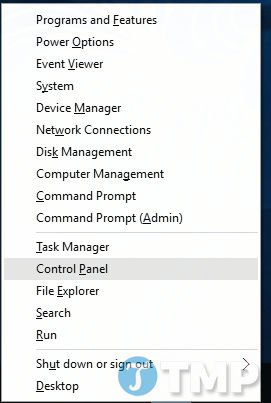 Programs and Features
Power Options
Event Viewer
System
Device Manager
Network Connections
Disk Management
Computer Management
Command Prompt
Command Prompt (Admin)
Task Manager
Control Panel
File Explorer
Search
Run
Shut down or sign out
Desktop
TMP